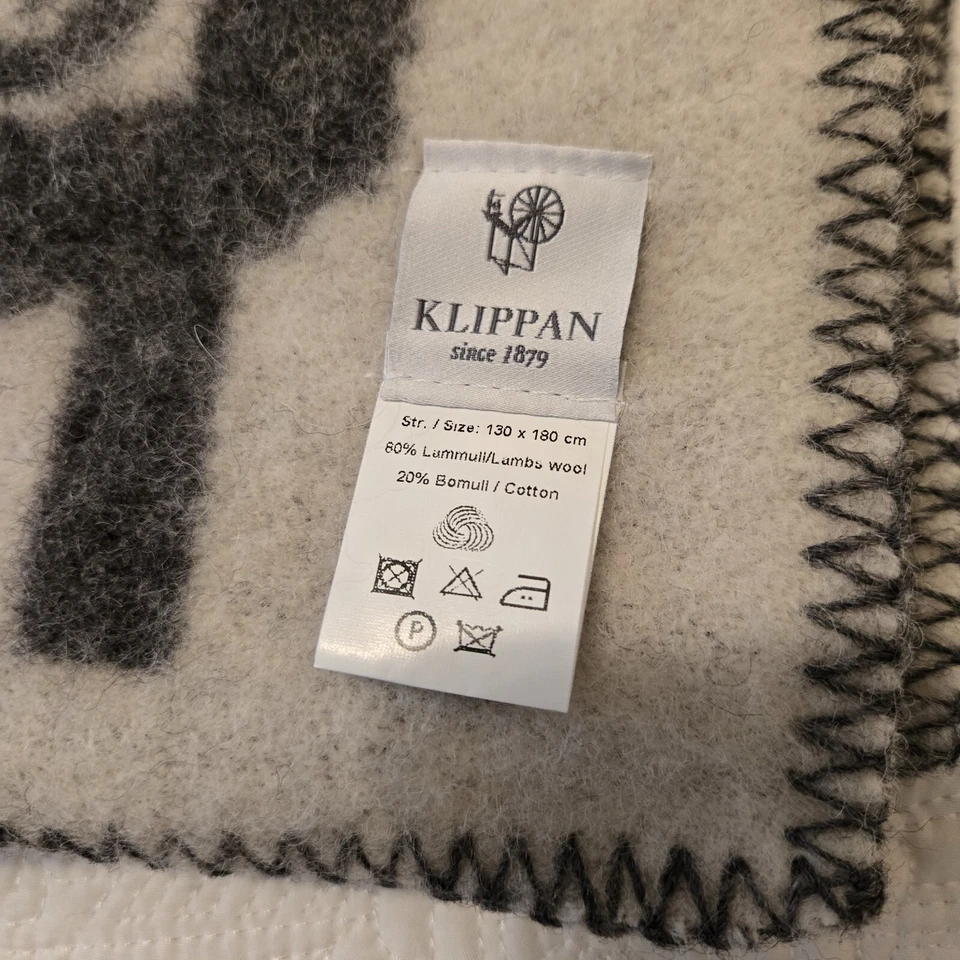 KLIPPAN
since 1879
Str. / Size: 130 x 180 cm
80% Lammull/Lambs wool
20% Bomull / Cotton
P